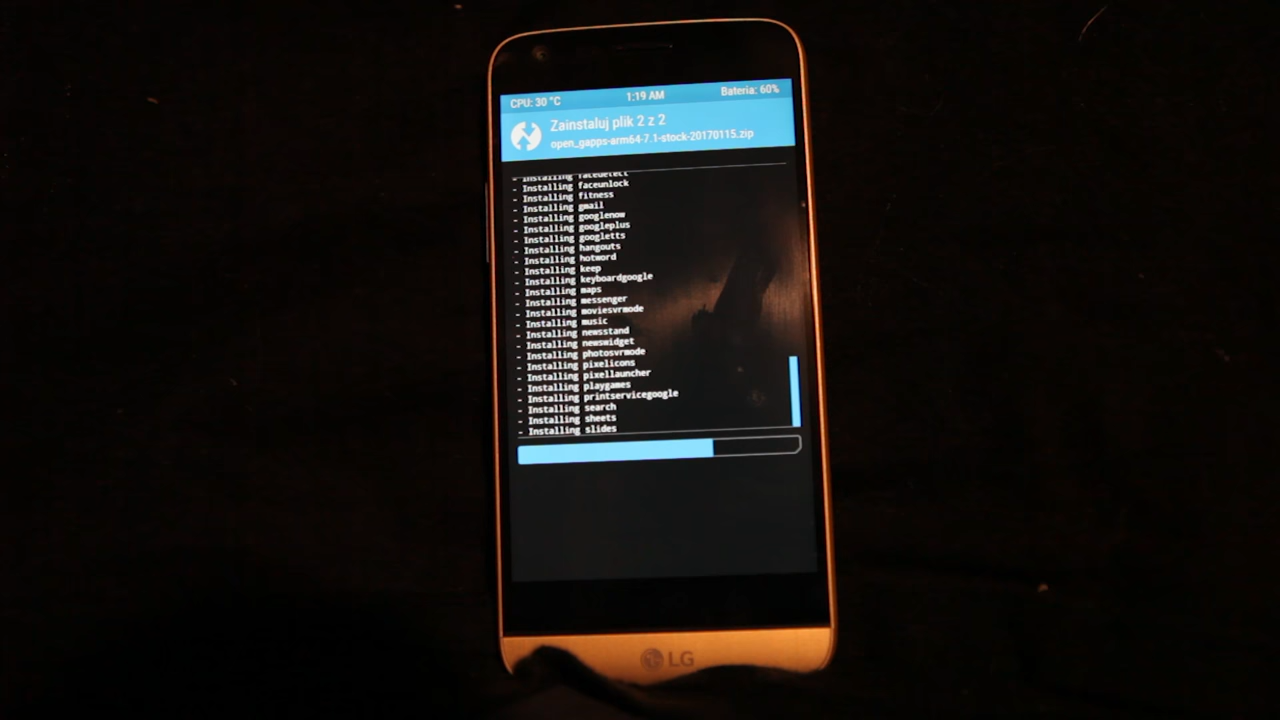 CPU: 30 °C 1:19 AM Bateria: 60%
Zainstaluj plik 2 z 2
open_gapps-arm64-7.1-stock-20170115.zip
- Installing facedetect
- Installing faceunlock
- Installing fitness
- Installing gmail
- Installing googlenow
- Installing googleplus
- Installing googletts
- Installing hangouts
- Installing hotword
- Installing keep
- Installing keyboardgoogle
- Installing maps
- Installing messenger
- Installing moviesvrmode
- Installing music
- Installing newsstand
- Installing newswidget
- Installing photosvrmode
- Installing pixelicons
- Installing pixellauncher
- Installing playgames
- Installing printservicegoogle
- Installing search
- Installing sheets
- Installing slides
LG